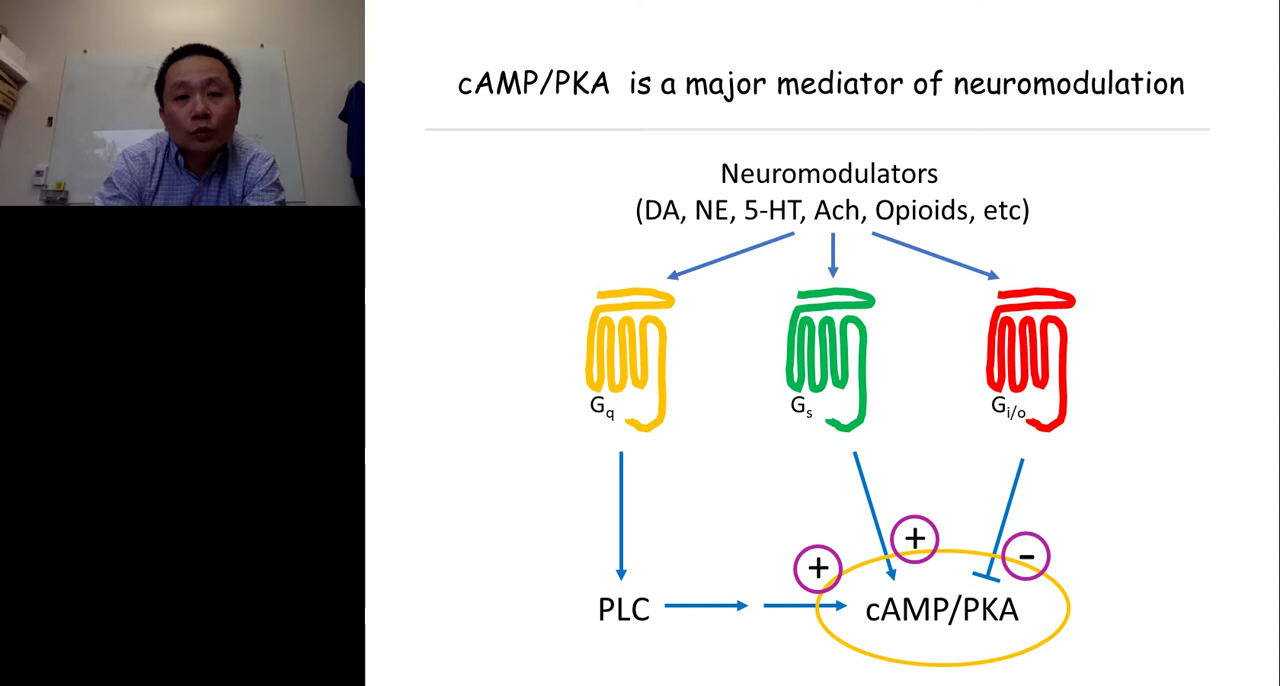 cAMP/PKA is a major mediator of neuromodulation
Neuromodulators
(DA, NE, 5-HT, Ach, Opioids, etc)
Gq Gs Gi/o
+ + -
PLC cAMP/PKA